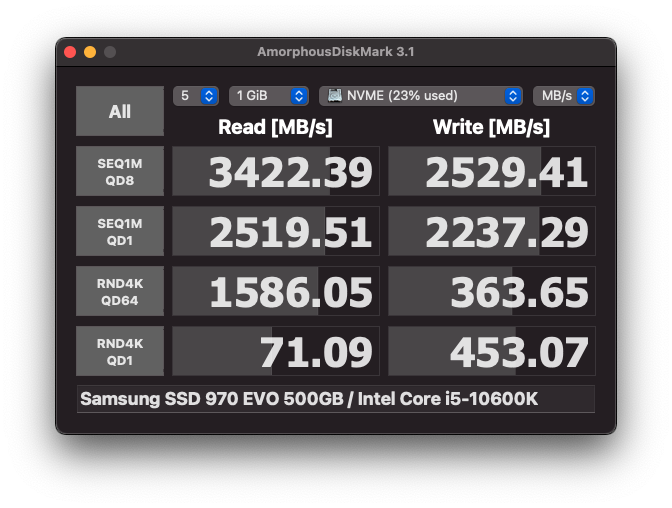 AmorphousDiskMark 3.1
All
5 1 GiB NVME (23% used) MB/s
Read [MB/s] Write [MB/s]
SEQ1M
QD8
3422.39 2529.41
SEQ1M
QD1
2519.51 2237.29
RND4K
QD64
1586.05 363.65
RND4K
QD1
71.09 453.07
Samsung SSD 970 EVO 500GB / Intel Core i5-10600K